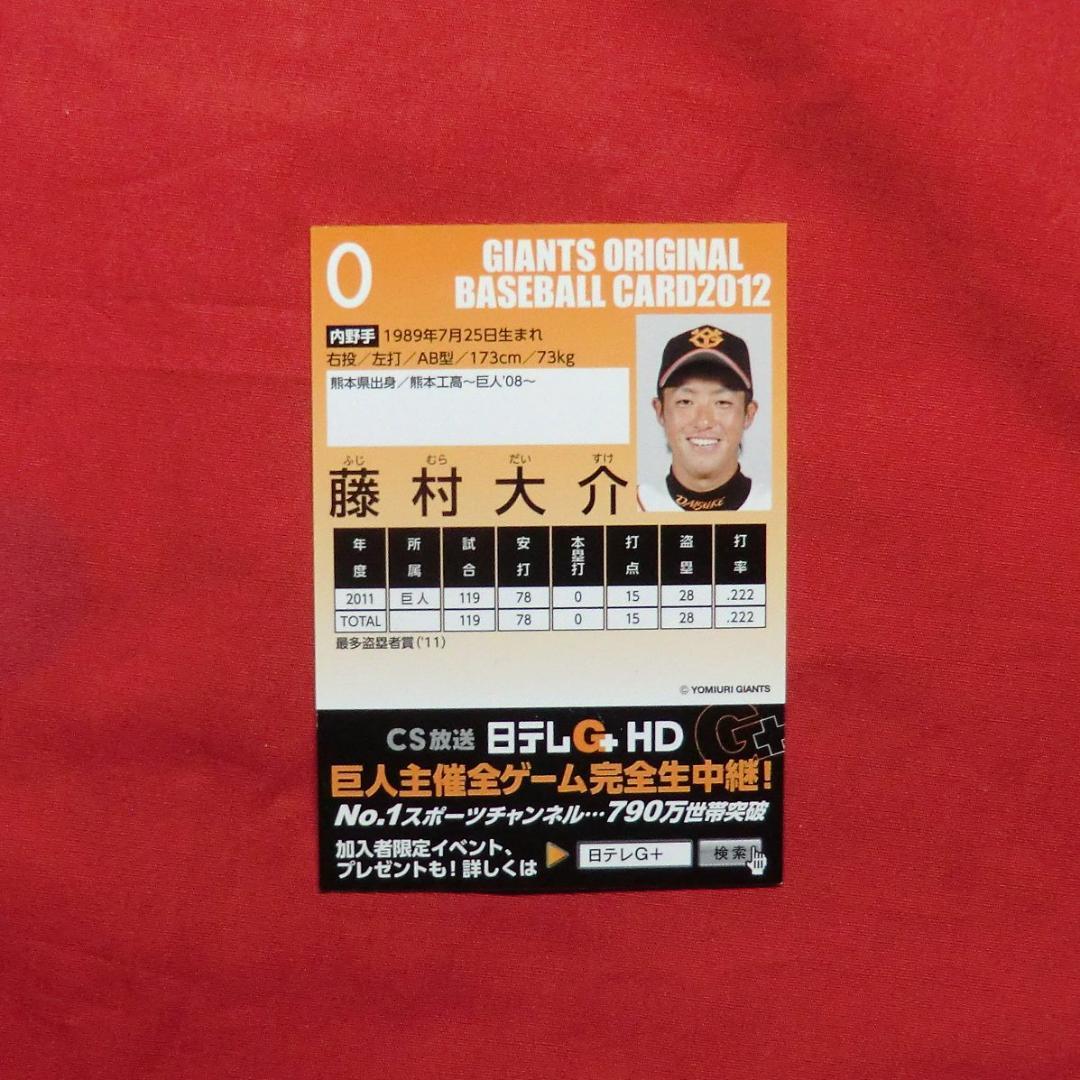 0
GIANTS ORIGINAL
BASEBALL CARD2012
内野手 1989年7月25日生まれ
右投／左打／AB型／173cm／73kg
熊本県出身／熊本工高〜巨人'08〜
ふじ むら だい すけ
藤村大介
DAISUKE
年度 所属 試合 安打 本塁打 打点 盗塁 打率
2011 巨人 119 78 0 15 28 .222
TOTAL 119 78 0 15 28 .222
最多盗塁者賞('11)
© YOMIURI GIANTS
CS放送 日テレG+ HD
G+
巨人主催全ゲーム完全生中継！
No.1スポーツチャンネル…790万世帯突破
加入者限定イベント、
プレゼントも！詳しくは
日テレG＋ 検索